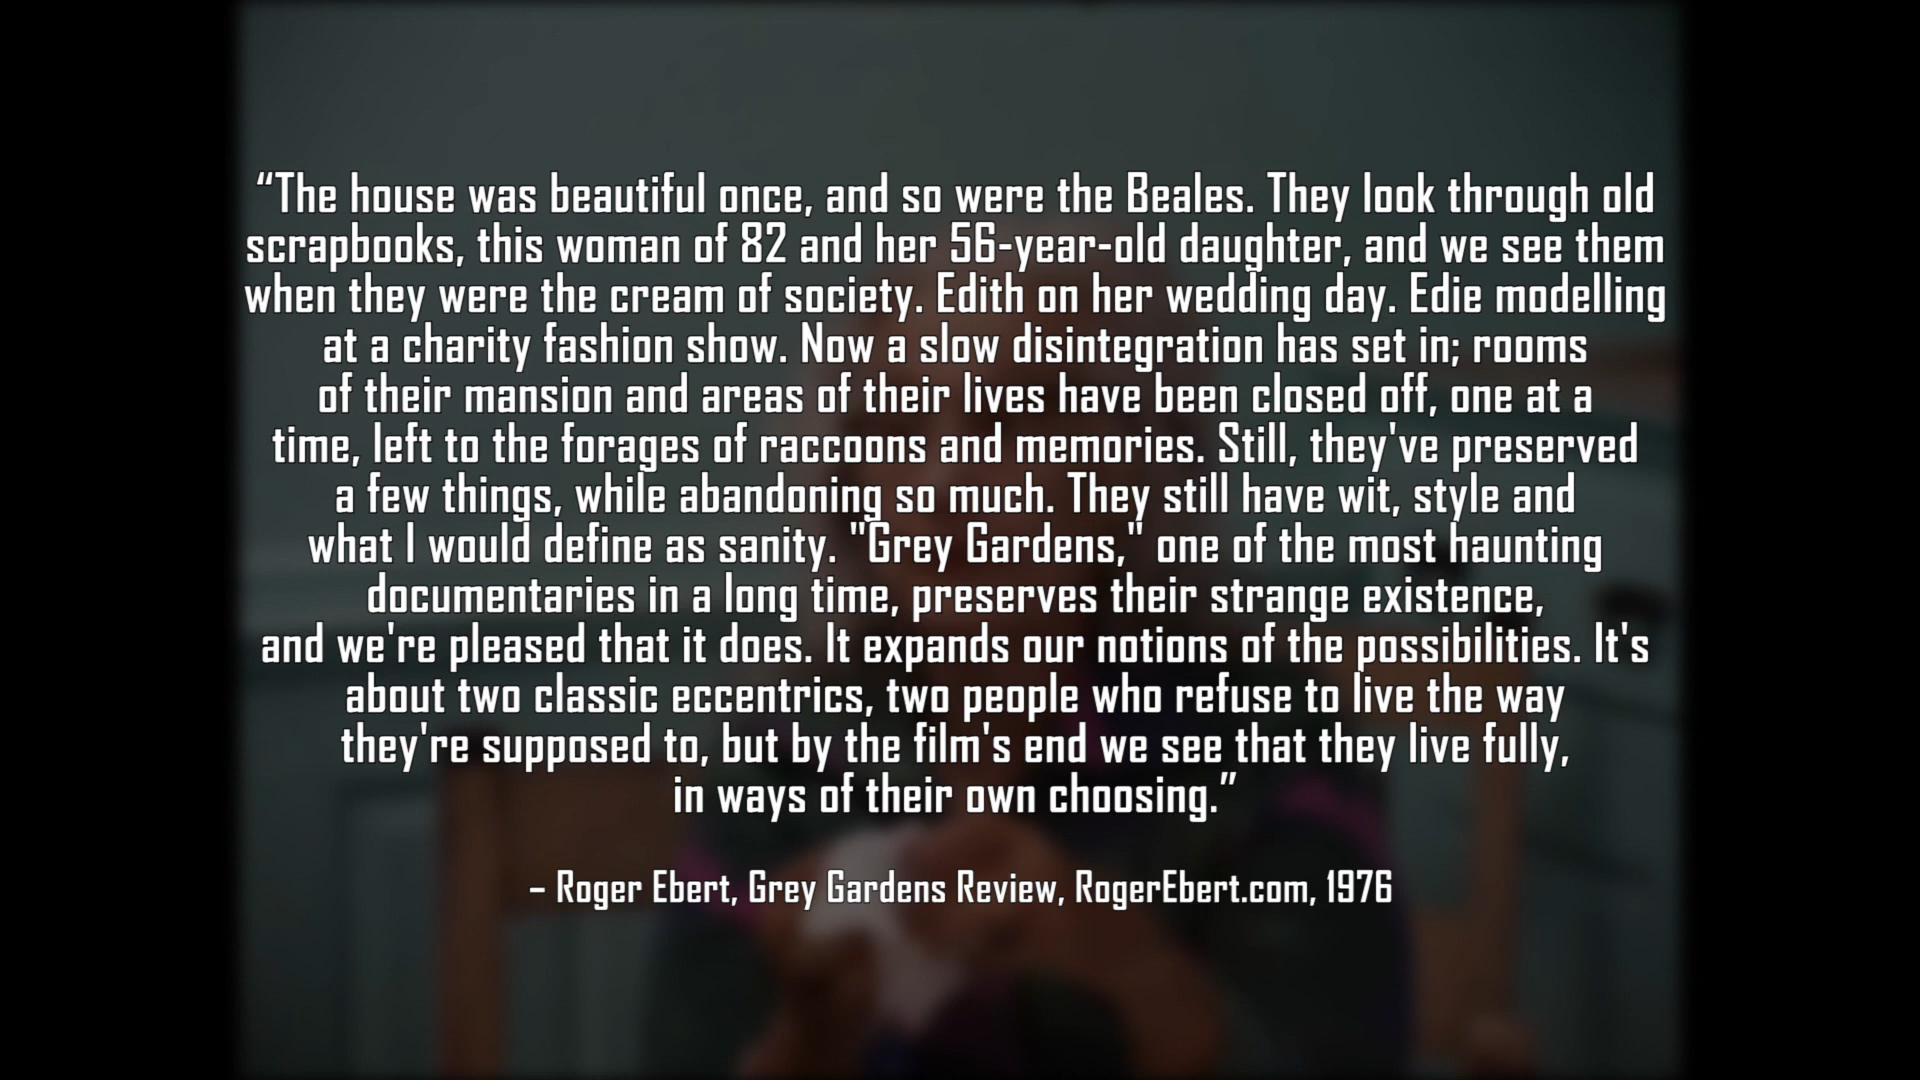 “The house was beautiful once, and so were the Beales. They look through old
scrapbooks, this woman of 82 and her 56-year-old daughter, and we see them
when they were the cream of society. Edith on her wedding day. Edie modelling
at a charity fashion show. Now a slow disintegration has set in; rooms
of their mansion and areas of their lives have been closed off, one at a
time, left to the forages of raccoons and memories. Still, they've preserved
a few things, while abandoning so much. They still have wit, style and
what I would define as sanity. "Grey Gardens," one of the most haunting
documentaries in a long time, preserves their strange existence,
and we're pleased that it does. It expands our notions of the possibilities. It's
about two classic eccentrics, two people who refuse to live the way
they're supposed to, but by the film's end we see that they live fully,
in ways of their own choosing.”
– Roger Ebert, Grey Gardens Review, RogerEbert.com, 1976